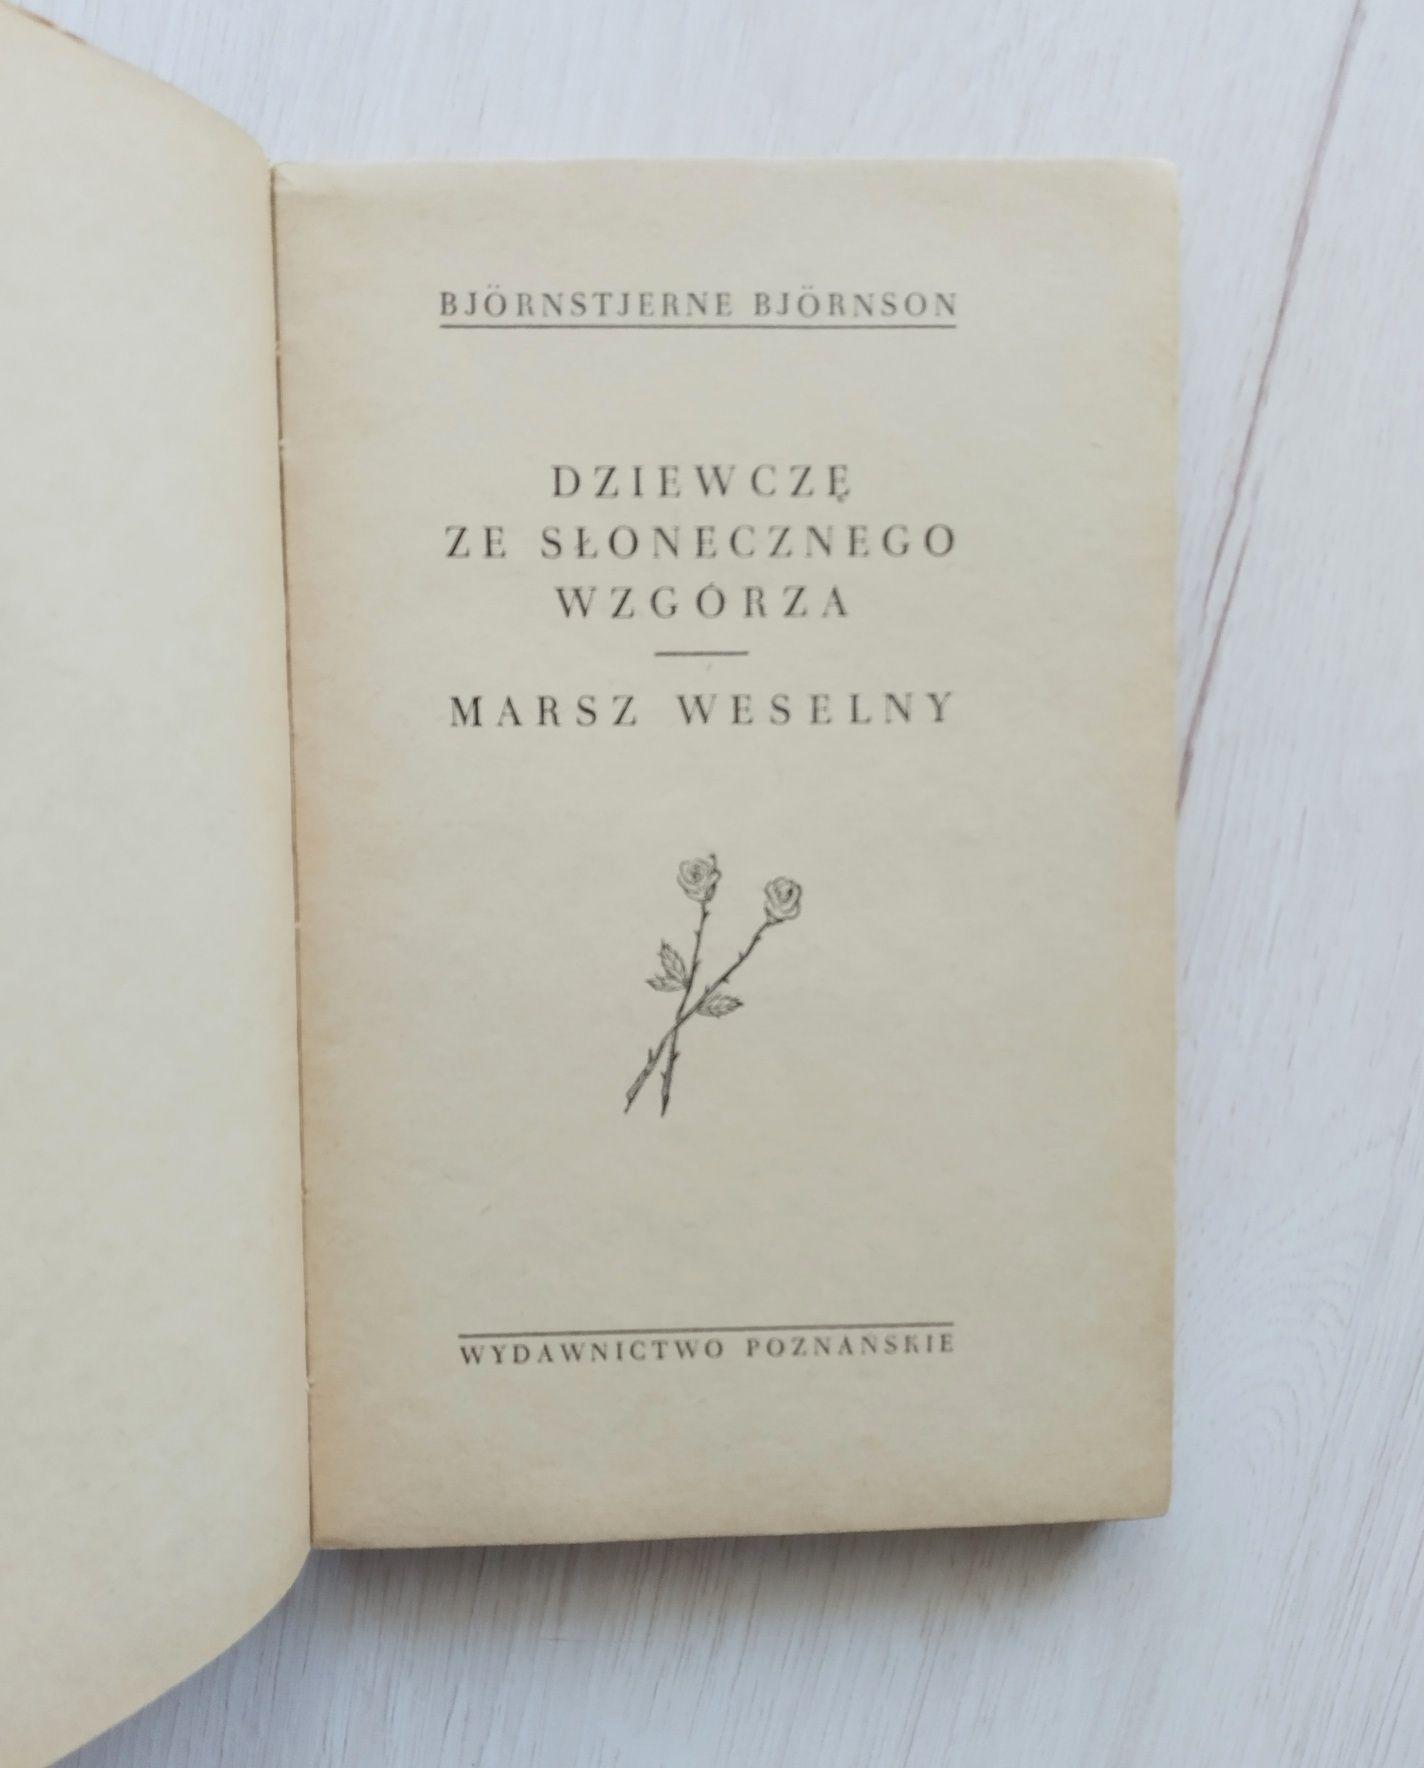 BJÖRNSTJERNE BJÖRNSON
DZIEWCZĘ
ZE SŁONECZNEGO
WZGÓRZA
MARSZ WESELNY
WYDAWNICTWO POZNAŃSKIE